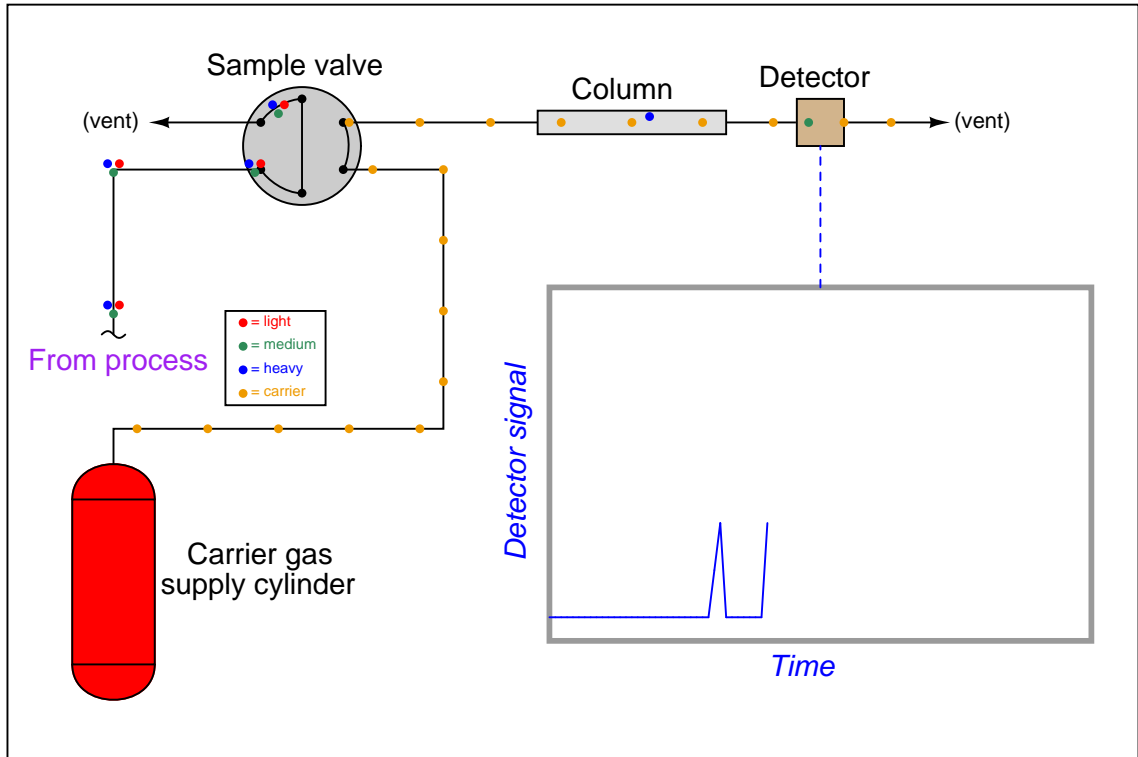 Sample valve
Column
Detector
(vent)
(vent)
= light
= medium
= heavy
= carrier
From process
Carrier gas
supply cylinder
Detector signal
Time